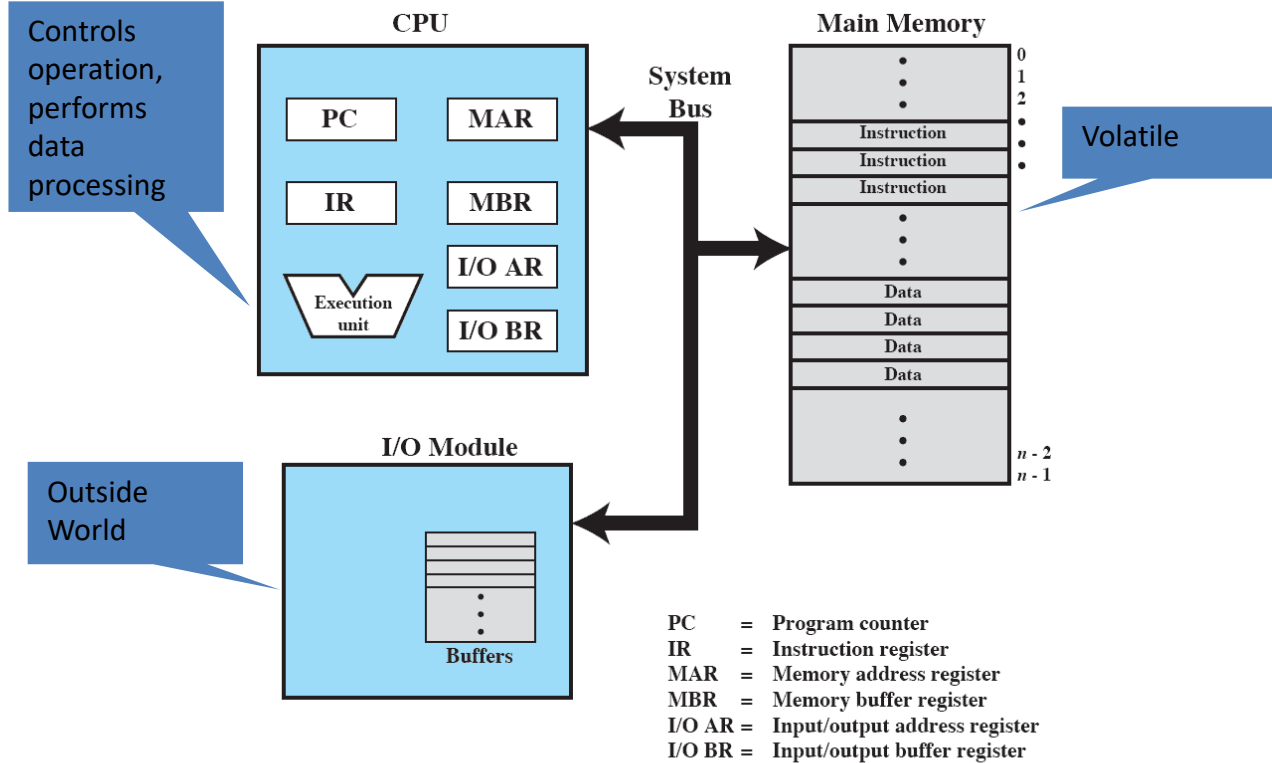 Controls
operation,
performs
data
processing
CPU
PC
MAR
IR
MBR
I/O AR
I/O BR
Execution
unit
System
Bus
Main Memory
0
1
2
Instruction
Instruction
Instruction
Data
Data
Data
Data
n - 2
n - 1
Volatile
Outside
World
I/O Module
Buffers
PC = Program counter
IR = Instruction register
MAR = Memory address register
MBR = Memory buffer register
I/O AR = Input/output address register
I/O BR = Input/output buffer register